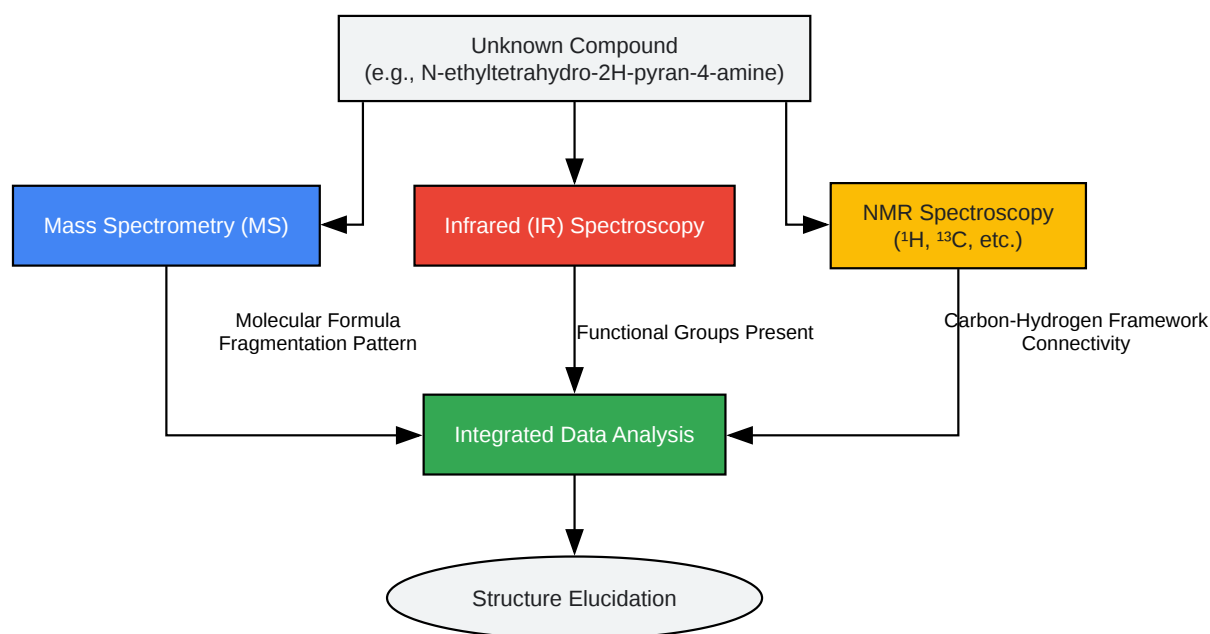 Unknown Compound
(e.g., N-ethyltetrahydro-2H-pyran-4-amine)
Mass Spectrometry (MS)
Infrared (IR) Spectroscopy
NMR Spectroscopy
(¹H, ¹³C, etc.)
Molecular Formula
Fragmentation Pattern
Functional Groups Present
Carbon-Hydrogen Framework
Connectivity
Integrated Data Analysis
Structure Elucidation